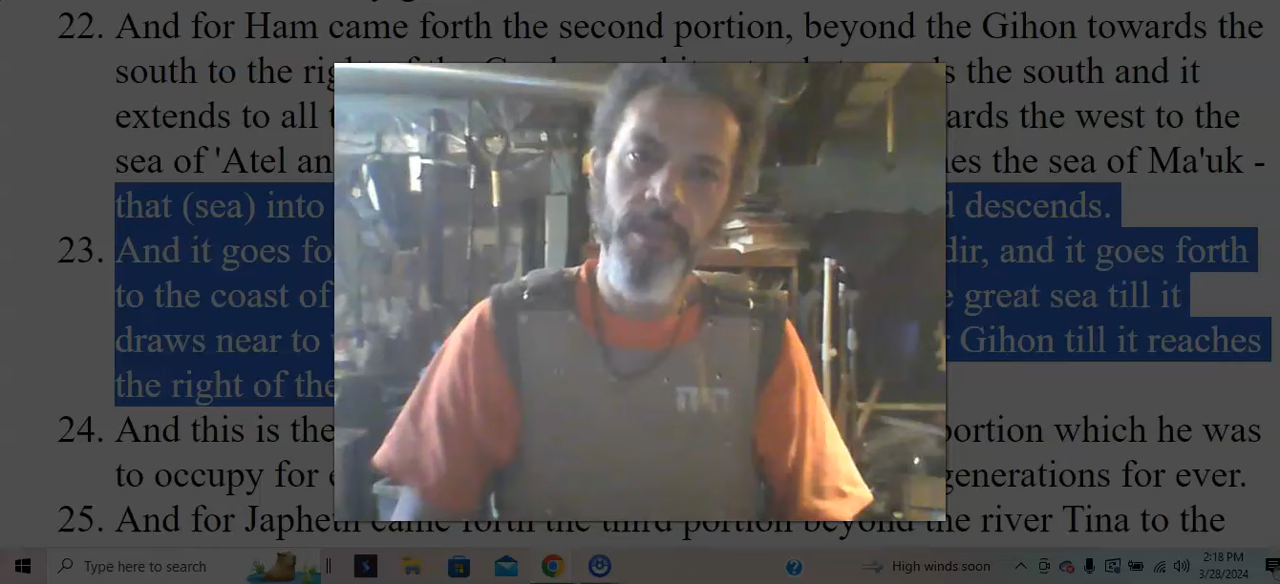 22. And for Ham came forth the second portion, beyond the Gihon towards the
south to the right of the s the south and it
extends to all ards the west to the
sea of 'Atel an es the sea of Ma'uk -
that (sea) into d descends.
23. And it goes fo dir, and it goes forth
to the coast of e great sea till it
draws near to Gihon till it reaches
the right of the
24. And this is the portion which he was
to occupy for generations for ever.
25. And for Japheth came forth the third portion beyond the river Tina to the
Type here to search
High winds soon
2:18 PM
3/28/2024